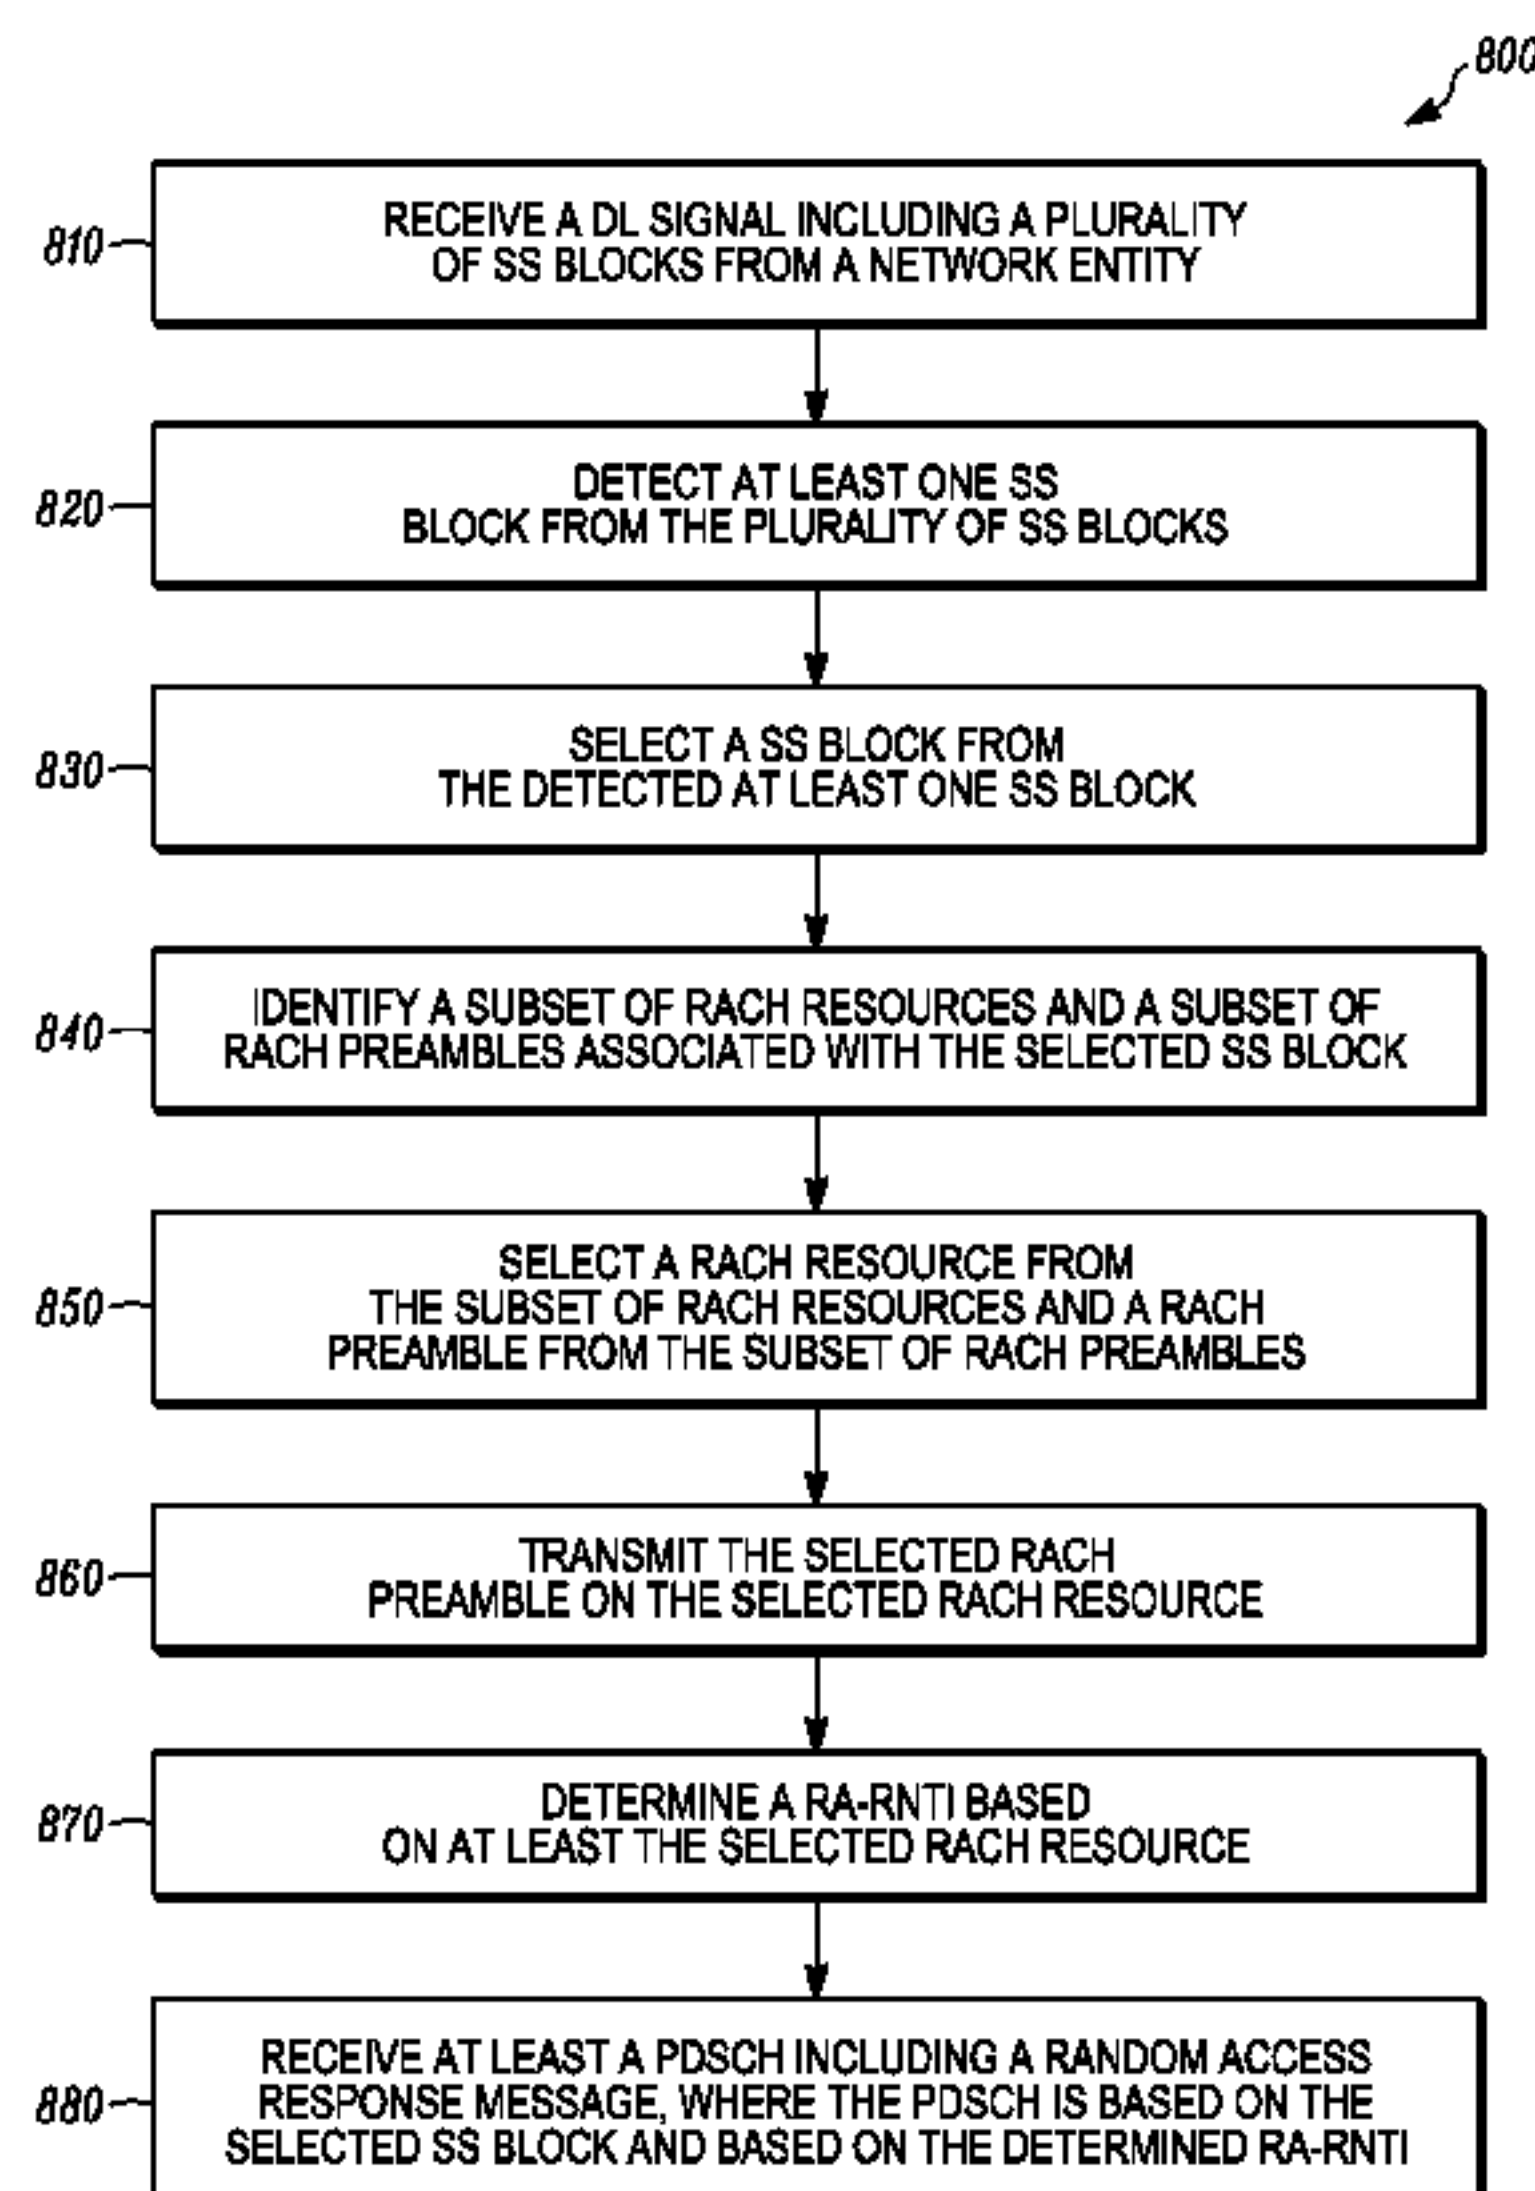 800
810
RECEIVE A DL SIGNAL INCLUDING A PLURALITY
OF SS BLOCKS FROM A NETWORK ENTITY
820
DETECT AT LEAST ONE SS
BLOCK FROM THE PLURALITY OF SS BLOCKS
830
SELECT A SS BLOCK FROM
THE DETECTED AT LEAST ONE SS BLOCK
840
IDENTIFY A SUBSET OF RACH RESOURCES AND A SUBSET OF
RACH PREAMBLES ASSOCIATED WITH THE SELECTED SS BLOCK
850
SELECT A RACH RESOURCE FROM
THE SUBSET OF RACH RESOURCES AND A RACH
PREAMBLE FROM THE SUBSET OF RACH PREAMBLES
860
TRANSMIT THE SELECTED RACH
PREAMBLE ON THE SELECTED RACH RESOURCE
870
DETERMINE A RA-RNTI BASED
ON AT LEAST THE SELECTED RACH RESOURCE
880
RECEIVE AT LEAST A PDSCH INCLUDING A RANDOM ACCESS
RESPONSE MESSAGE, WHERE THE PDSCH IS BASED ON THE
SELECTED SS BLOCK AND BASED ON THE DETERMINED RA-RNTI